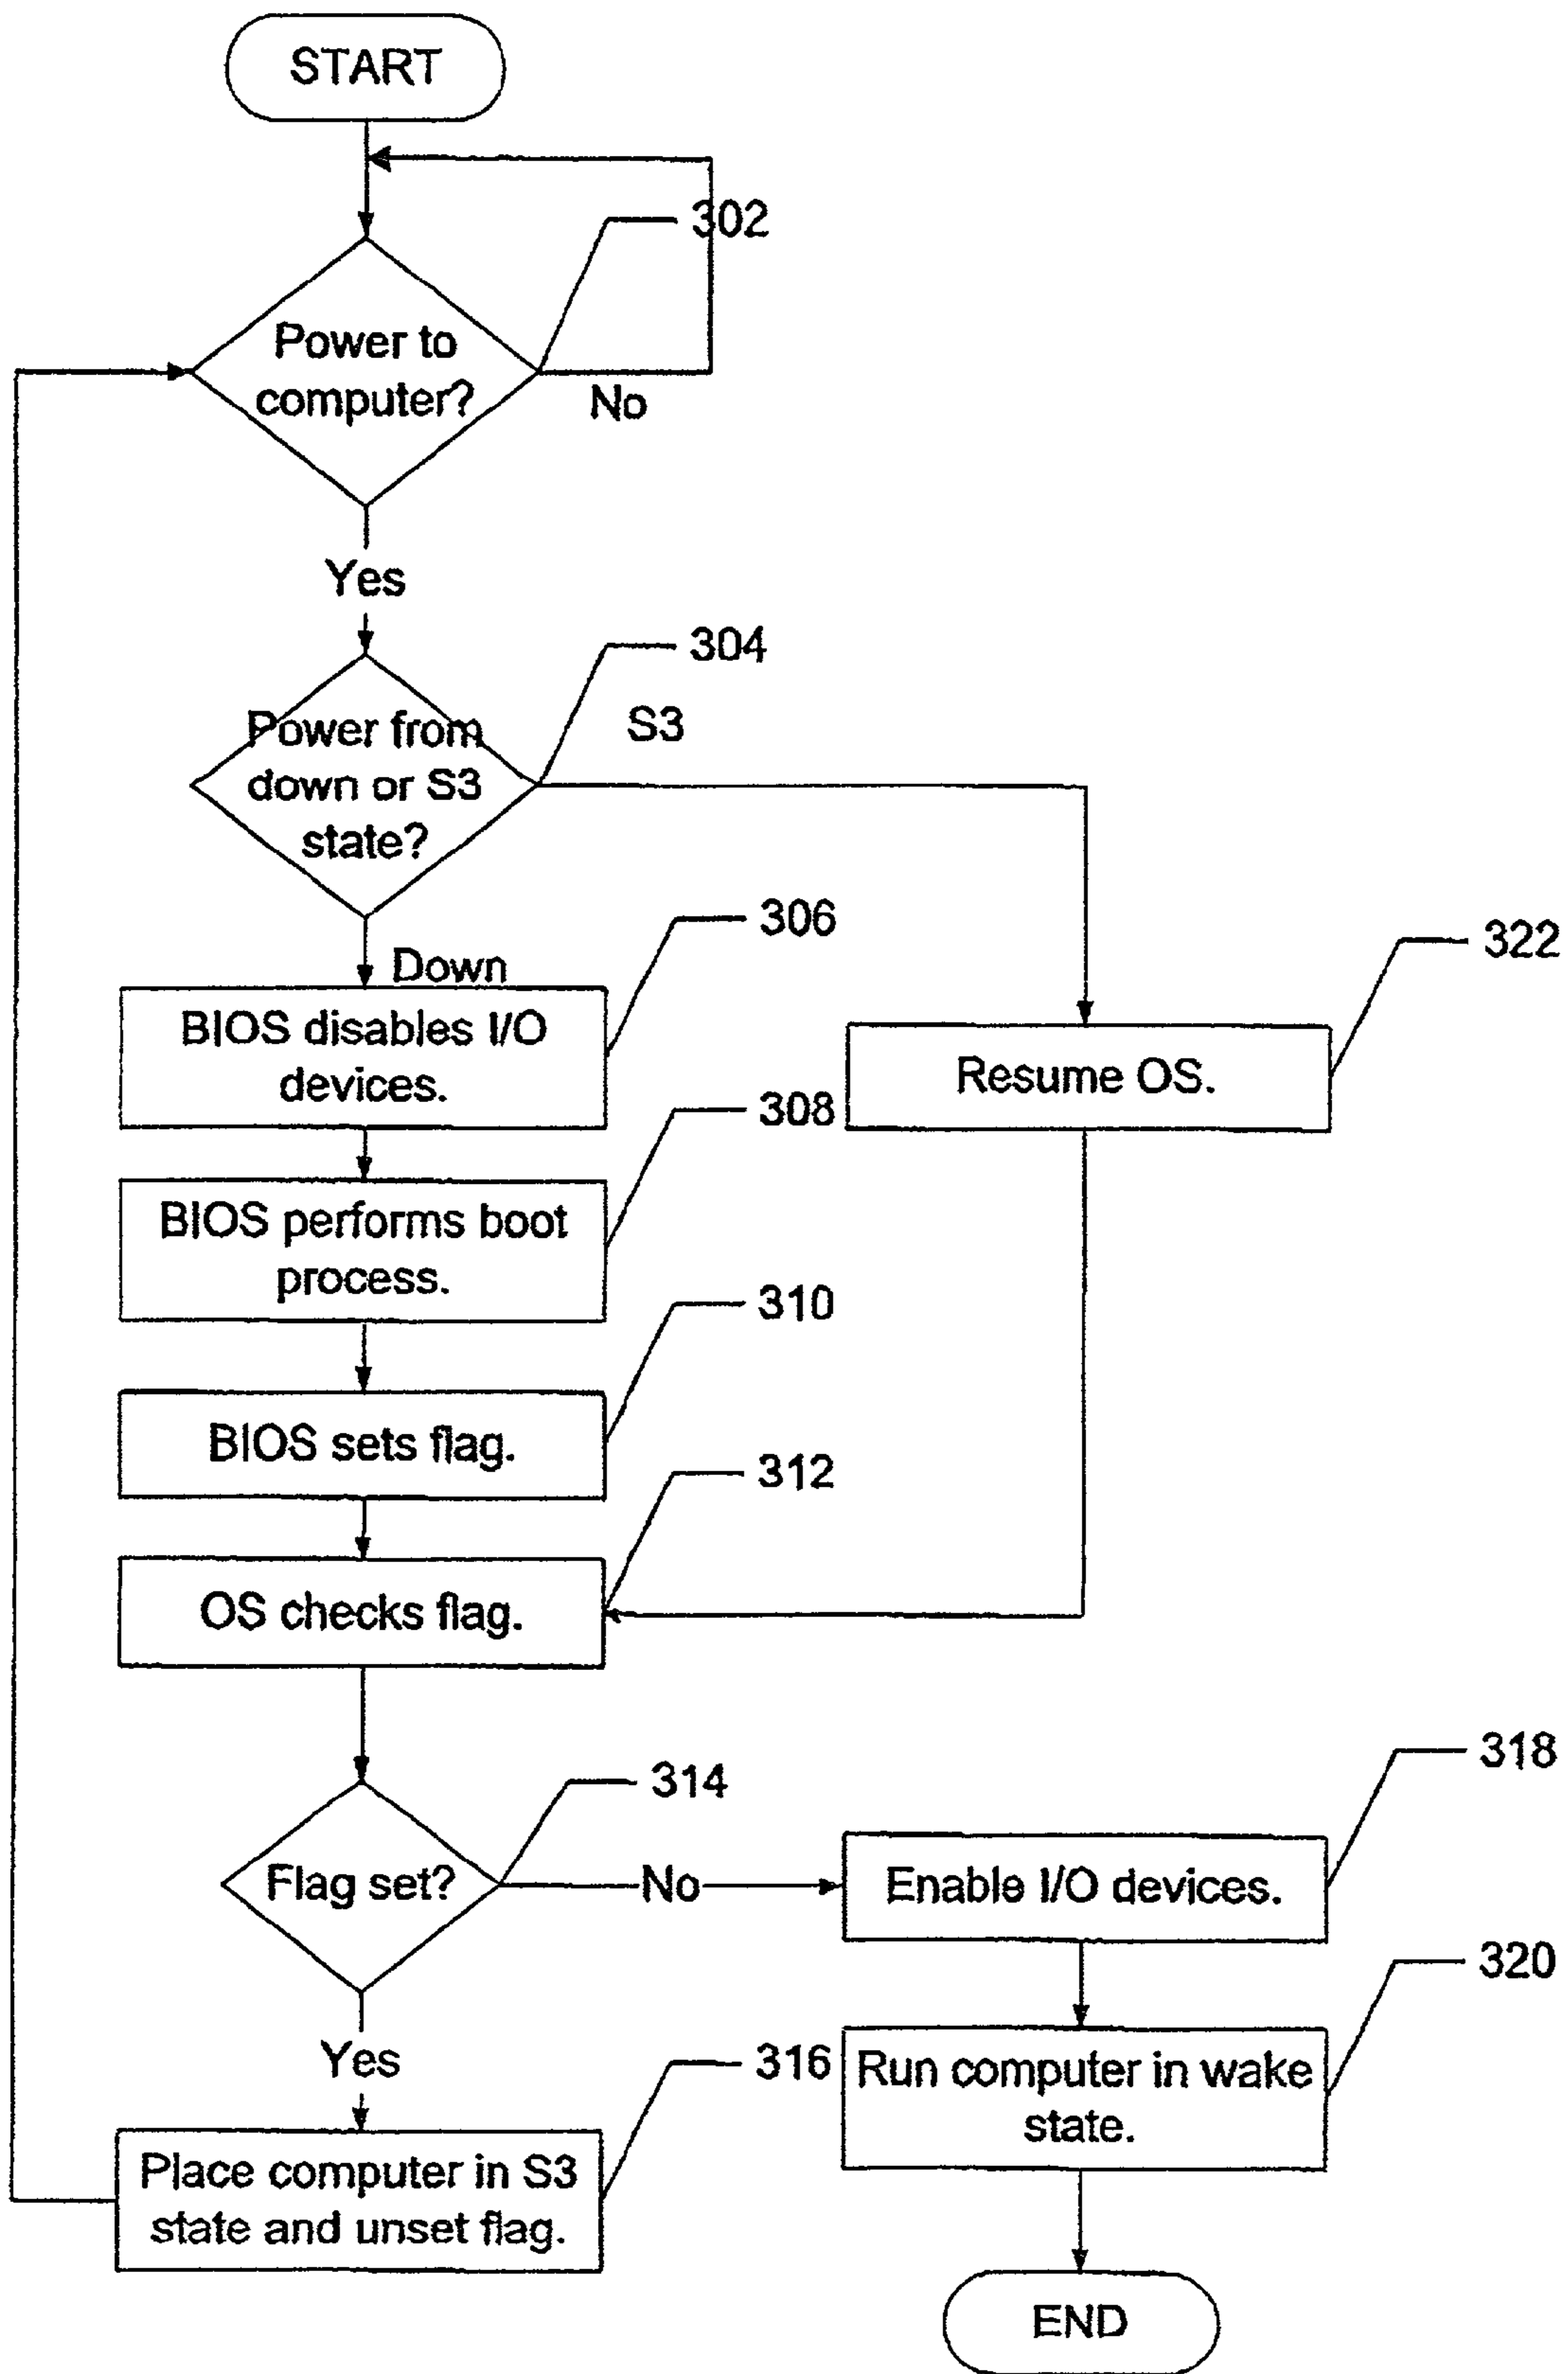 START
302
Power to
computer?
No
Yes
304
S3
Power from
down or S3
state?
Down
306
BIOS disables I/O
devices.
322
Resume OS.
308
BIOS performs boot
process.
310
BIOS sets flag.
312
OS checks flag.
314
Flag set?
No
318
Enable I/O devices.
320
Run computer in wake
state.
Yes
316
Place computer in S3
state and unset flag.
END